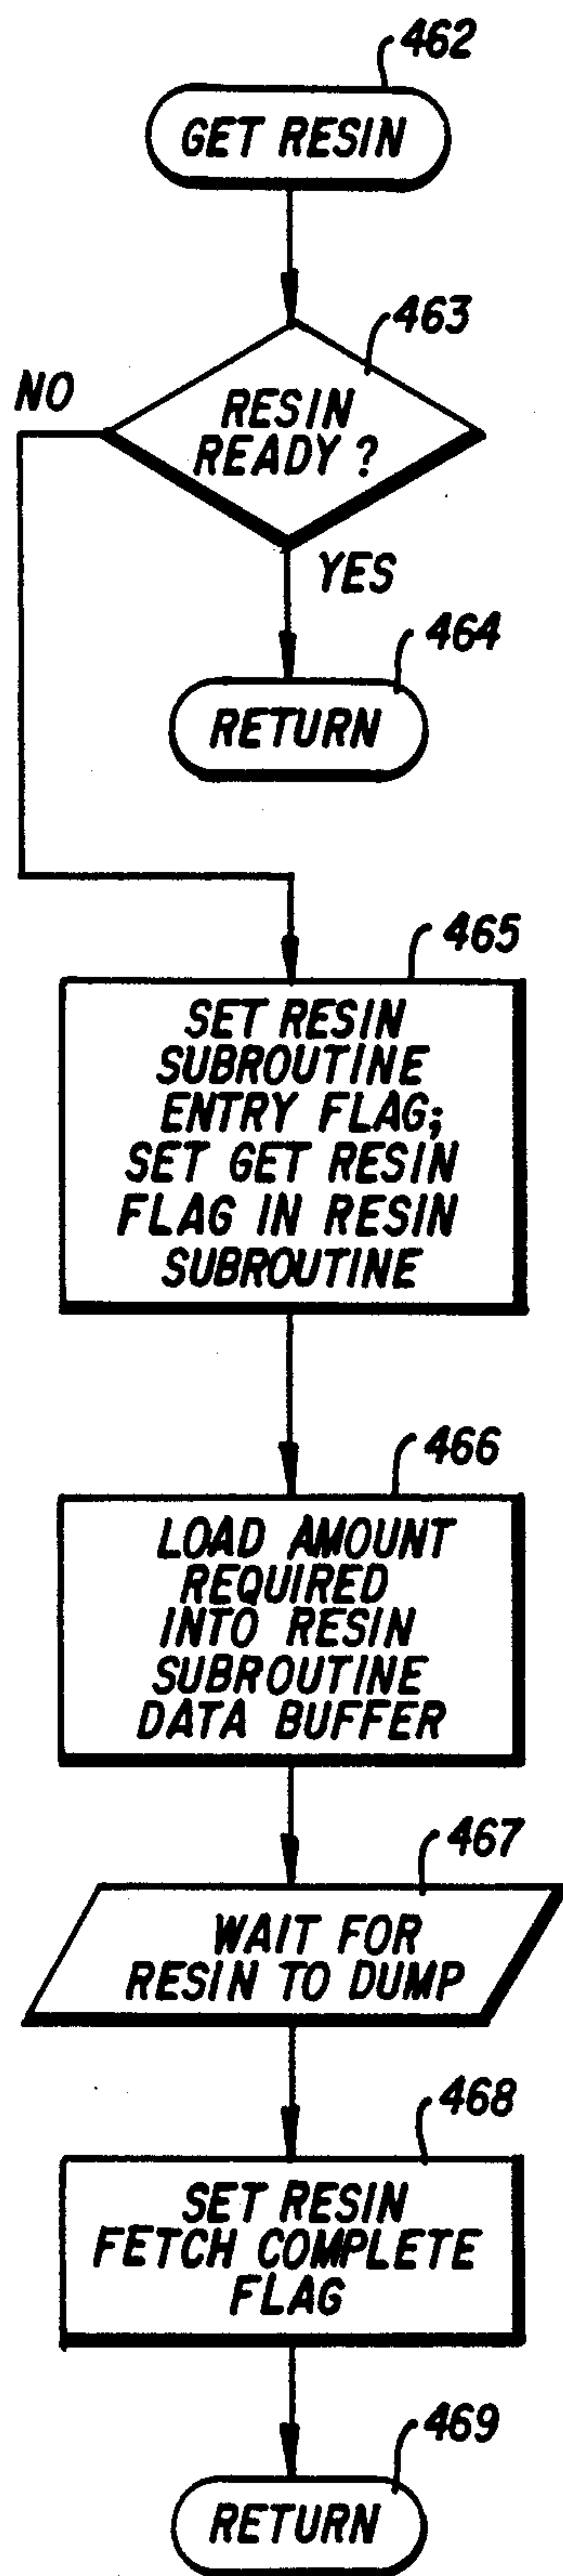 462
GET RESIN
463
NO
RESIN
READY ?
YES
464
RETURN
465
SET RESIN
SUBROUTINE
ENTRY FLAG;
SET GET RESIN
FLAG IN RESIN
SUBROUTINE
466
LOAD AMOUNT
REQUIRED
INTO RESIN
SUBROUTINE
DATA BUFFER
467
WAIT FOR
RESIN TO DUMP
468
SET RESIN
FETCH COMPLETE
FLAG
469
RETURN